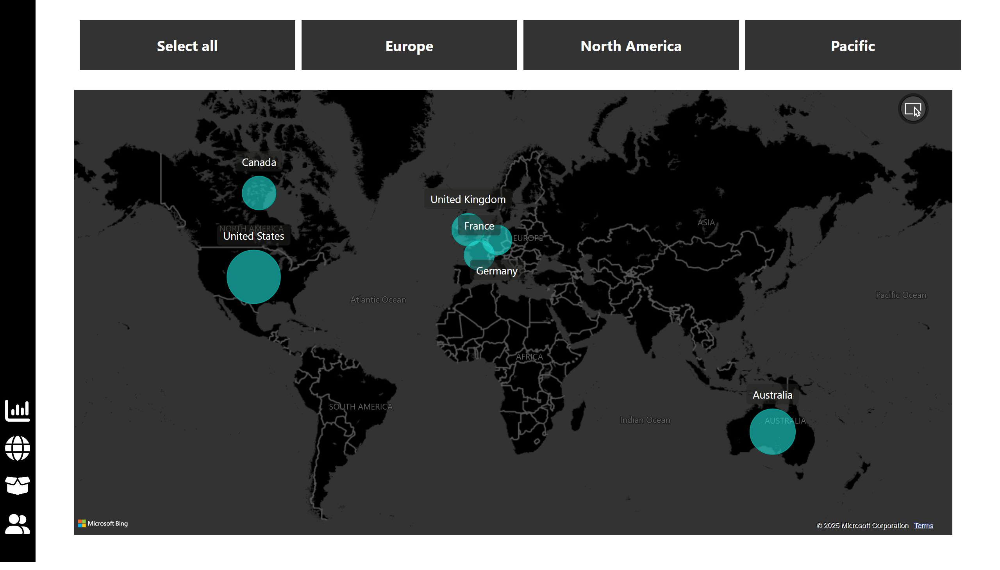 Select all
Europe
North America
Pacific
Canada
United Kingdom
NORTH AMERICA
United States
France
EUROPE
ASIA
Germany
Atlantic Ocean
Pacific Ocean
AFRICA
SOUTH AMERICA
Australia
Indian Ocean
AUSTRALIA
Microsoft Bing
© 2025 Microsoft Corporation Terms